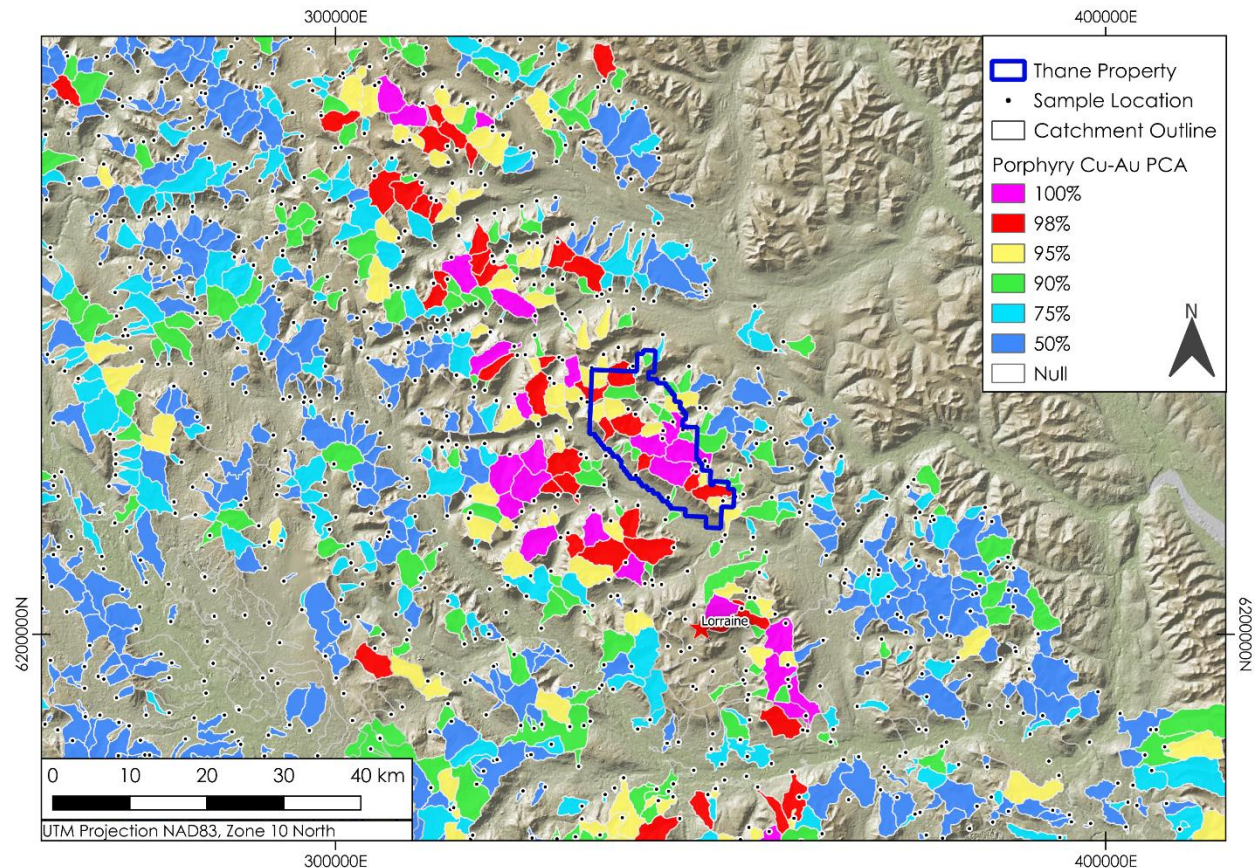 300000E
400000E
Thane Property
Sample Location
Catchment Outline
Porphyry Cu-Au PCA
100%
98%
95%
90%
75%
50%
Null
N
Lorraine
6200000N
6200000N
0 10 20 30 40 km
UTM Projection NAD83, Zone 10 North
300000E
400000E